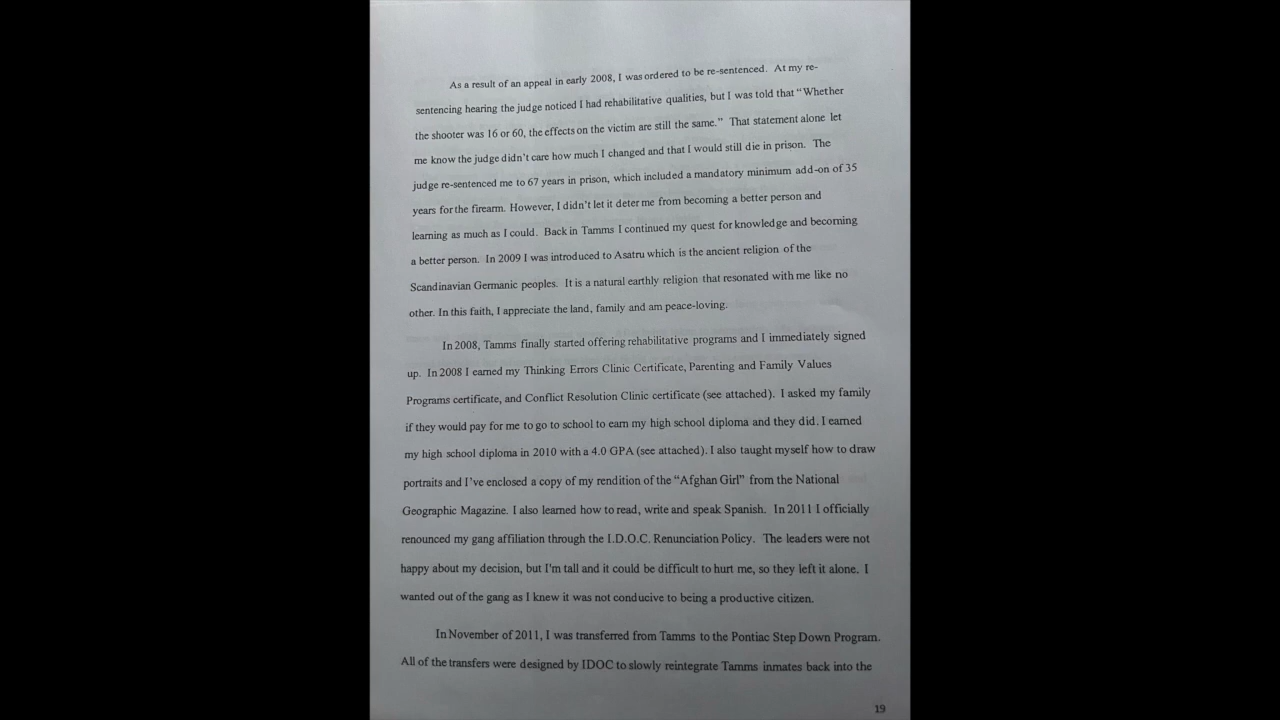 As a result of an appeal in early 2008, I was ordered to be re-sentenced. At my re-
sentencing hearing the judge noticed I had rehabilitative qualities, but I was told that “Whether
the shooter was 16 or 60, the effects on the victim are still the same.” That statement alone let
me know the judge didn’t care how much I changed and that I would still die in prison. The
judge re-sentenced me to 67 years in prison, which included a mandatory minimum add-on of 35
years for the firearm. However, I didn’t let it deter me from becoming a better person and
learning as much as I could. Back in Tamms I continued my quest for knowledge and becoming
a better person. In 2009 I was introduced to Asatru which is the ancient religion of the
Scandinavian Germanic peoples. It is a natural earthly religion that resonated with me like no
other. In this faith, I appreciate the land, family and am peace-loving.
In 2008, Tamms finally started offering rehabilitative programs and I immediately signed
up. In 2008 I earned my Thinking Errors Clinic Certificate, Parenting and Family Values
Programs certificate, and Conflict Resolution Clinic certificate (see attached). I asked my family
if they would pay for me to go to school to earn my high school diploma and they did. I earned
my high school diploma in 2010 with a 4.0 GPA (see attached). I also taught myself how to draw
portraits and I’ve enclosed a copy of my rendition of the “Afghan Girl” from the National
Geographic Magazine. I also learned how to read, write and speak Spanish. In 2011 I officially
renounced my gang affiliation through the I.D.O.C. Renunciation Policy. The leaders were not
happy about my decision, but I'm tall and it could be difficult to hurt me, so they left it alone. I
wanted out of the gang as I knew it was not conducive to being a productive citizen.
In November of 2011, I was transferred from Tamms to the Pontiac Step Down Program.
All of the transfers were designed by IDOC to slowly reintegrate Tamms inmates back into the
19